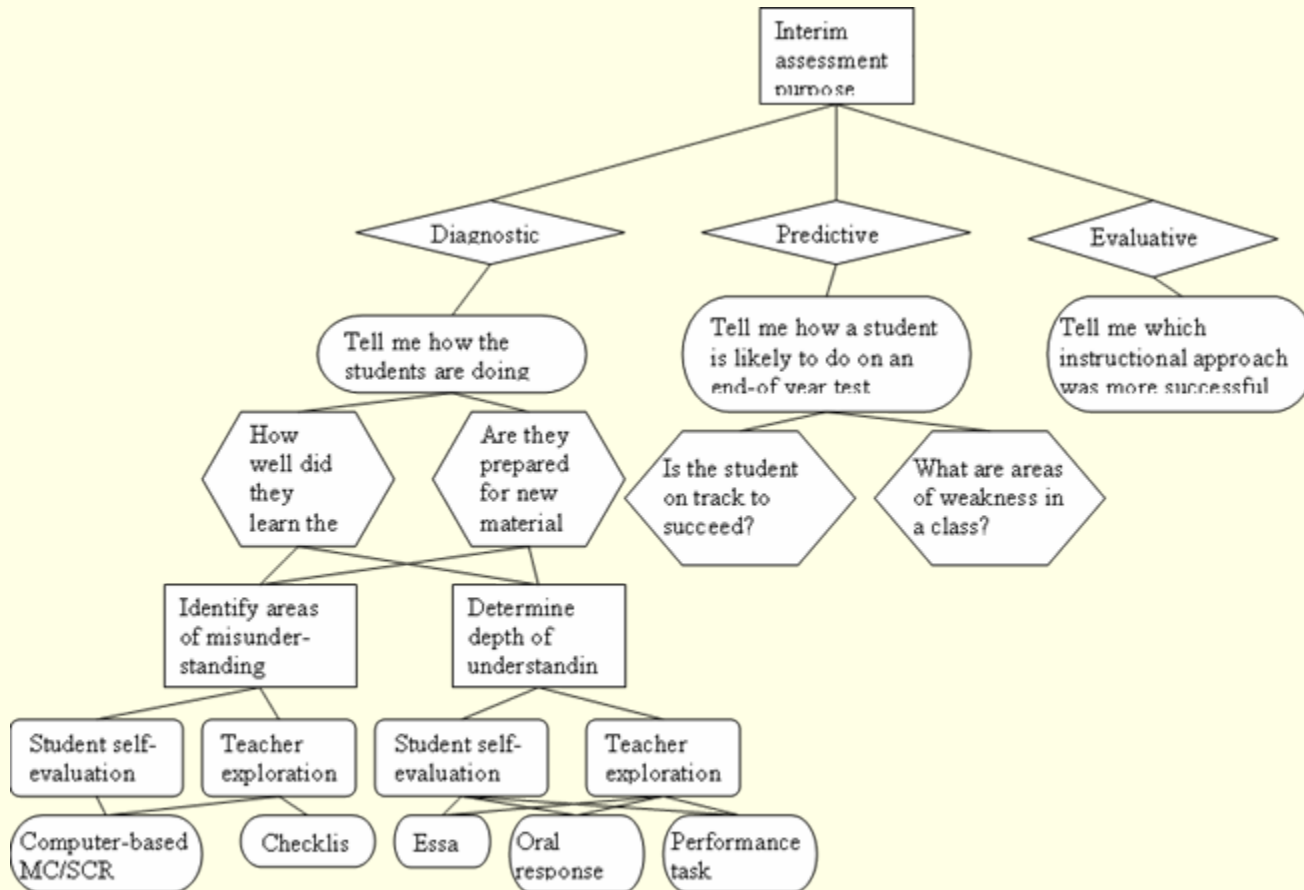 Interim
assessment
purpose
Diagnostic
Predictive
Evaluative
Tell me how the
students are doing
Tell me how a student
is likely to do on an
end-of year test
Tell me which
instructional approach
was more successful
How
well did
they
learn the
Are they
prepared
for new
material
Is the student
on track to
succeed?
What are areas
of weakness in
a class?
Identify areas
of misunder-
standing
Determine
depth of
understandin
Student self-
evaluation
Teacher
exploration
Student self-
evaluation
Teacher
exploration
Computer-based
MC/SCR
Checklis
Essa
Oral
response
Performance
task